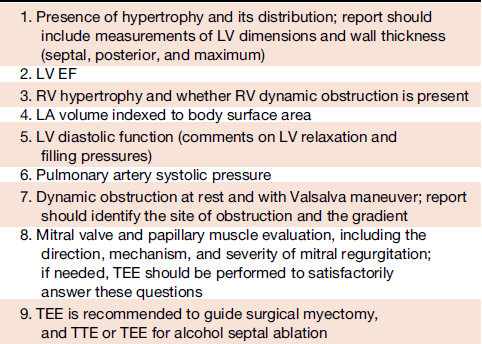 1. Presence of hypertrophy and its distribution; report should
include measurements of LV dimensions and wall thickness
(septal, posterior, and maximum)
2. LV EF
3. RV hypertrophy and whether RV dynamic obstruction is present
4. LA volume indexed to body surface area
5. LV diastolic function (comments on LV relaxation and
filling pressures)
6. Pulmonary artery systolic pressure
7. Dynamic obstruction at rest and with Valsalva maneuver; report
should identify the site of obstruction and the gradient
8. Mitral valve and papillary muscle evaluation, including the
direction, mechanism, and severity of mitral regurgitation;
if needed, TEE should be performed to satisfactorily
answer these questions
9. TEE is recommended to guide surgical myectomy,
and TTE or TEE for alcohol septal ablation